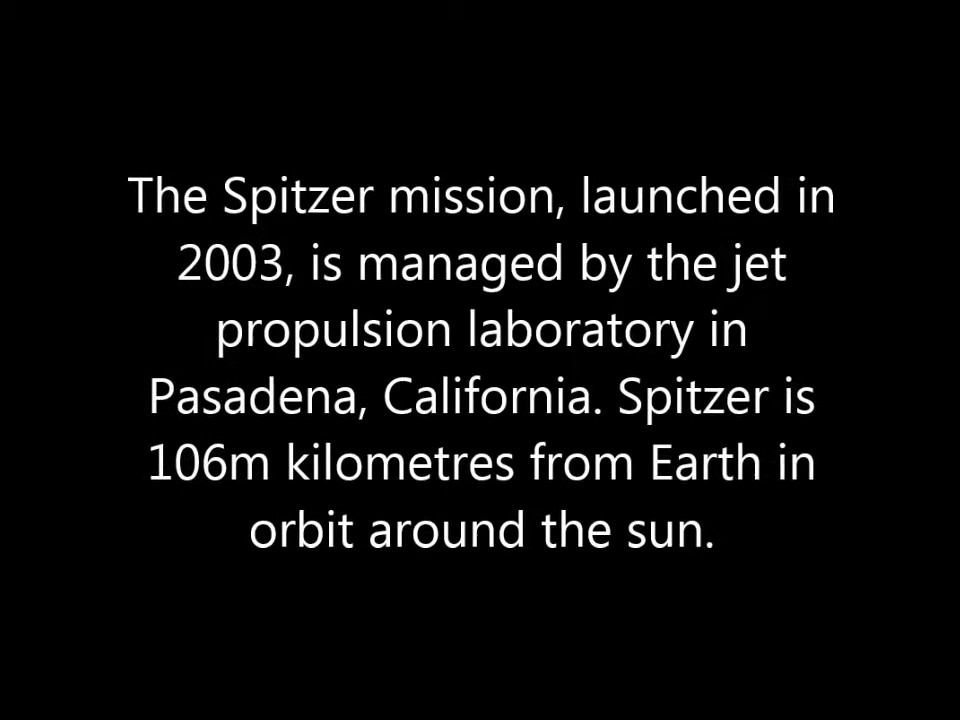 The Spitzer mission, launched in
2003, is managed by the jet
propulsion laboratory in
Pasadena, California. Spitzer is
106m kilometres from Earth in
orbit around the sun.